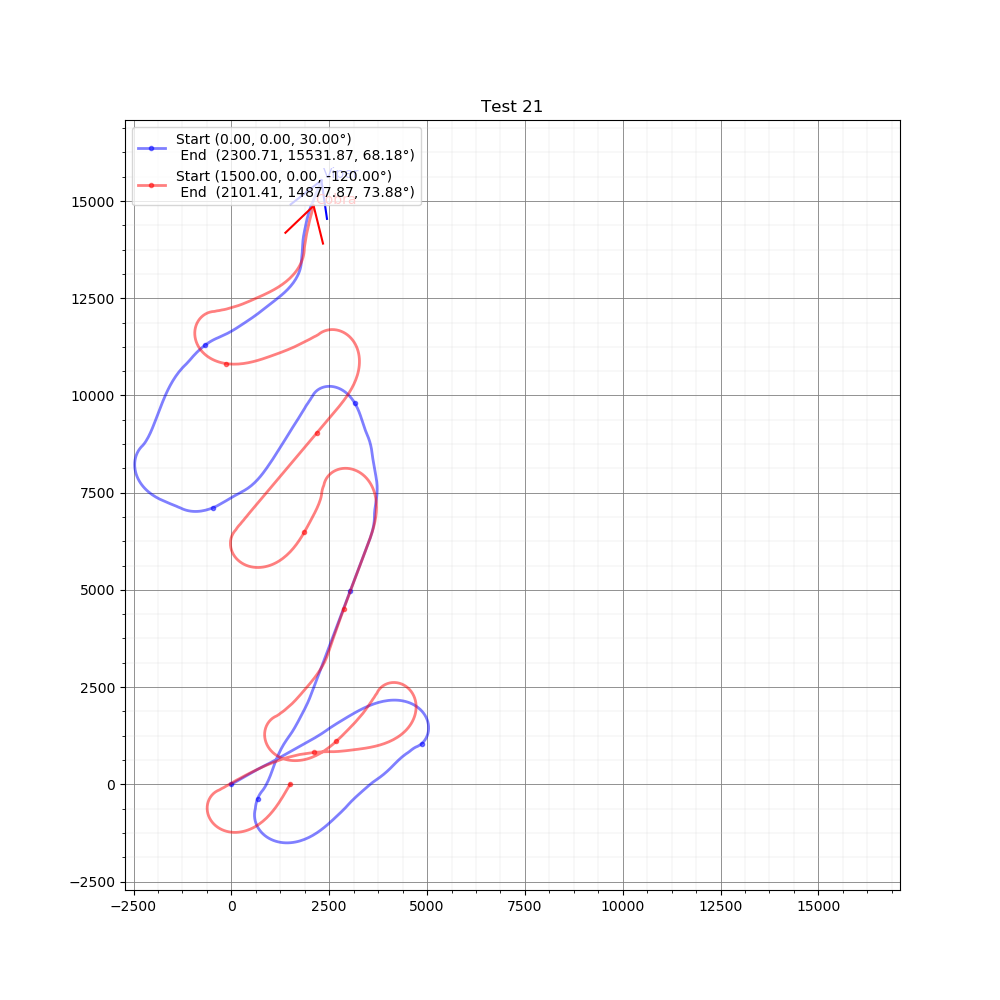 Test 21
Start (0.00, 0.00, 30.00°)
End (2300.71, 15531.87, 68.18°)
Start (1500.00, 0.00, -120.00°)
End (2101.41, 14877.87, 73.88°)
15000
12500
10000
7500
5000
2500
0
−2500
−2500 0 2500 5000 7500 10000 12500 15000